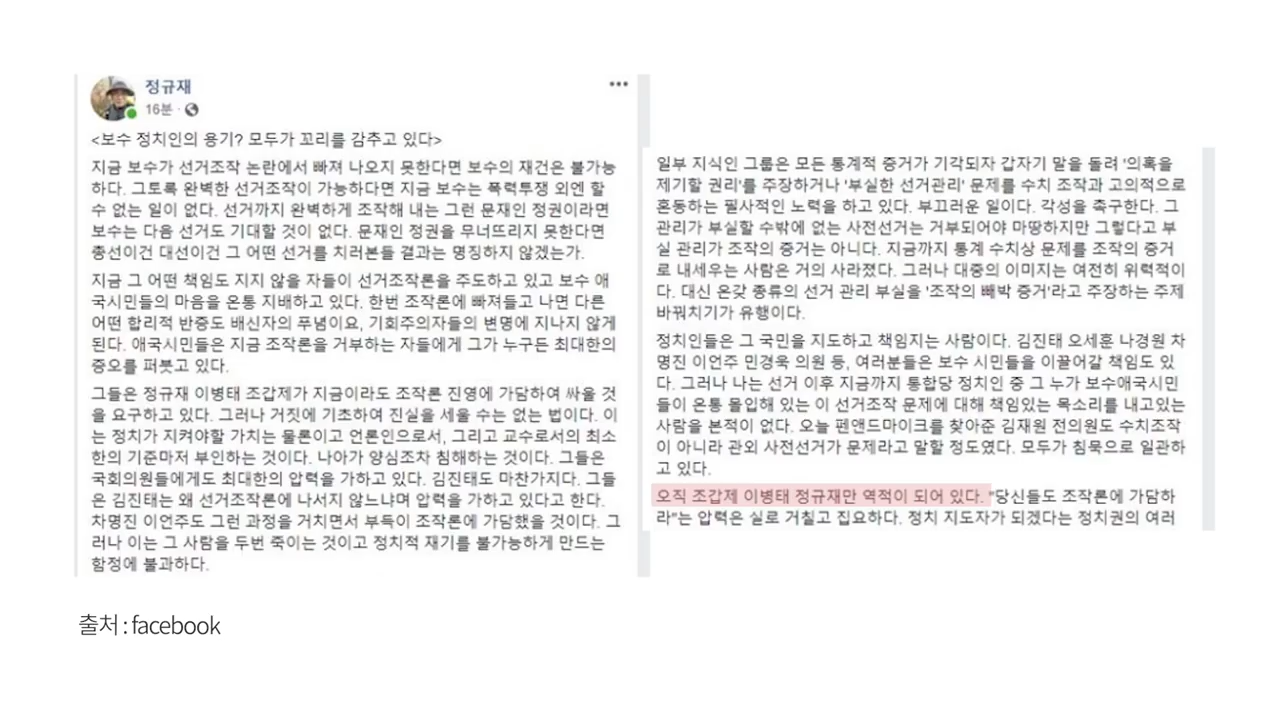 정규재
16분 ·
<보수 정치인의 용기? 모두가 꼬리를 감추고 있다>
지금 보수가 선거조작 논란에서 빠져 나오지 못한다면 보수의 재건은 불가능
하다. 그토록 완벽한 선거조작이 가능하다면 지금 보수는 폭력투쟁 외엔 할
수 없는 일이 없다. 선거까지 완벽하게 조작해 내는 그런 문재인 정권이라면
보수는 다음 선거도 기대할 것이 없다. 문재인 정권을 무너뜨리지 못한다면
총선이건 대선이건 그 어떤 선거를 치러본들 결과는 명징하지 않겠는가.
지금 그 어떤 책임도 지지 않을 자들이 선거조작론을 주도하고 있고 보수 애
국시민들의 마음을 온통 지배하고 있다. 한번 조작론에 빠져들고 나면 다른
어떤 합리적 반증도 배신자의 푸념이요, 기회주의자들의 변명에 지나지 않게
된다. 애국시민들은 지금 조작론을 거부하는 자들에게 그가 누구든 최대한의
증오를 퍼붓고 있다.
그들은 정규재 이병태 조갑제가 지금이라도 조작론 진영에 가담하여 싸울 것
을 요구하고 있다. 그러나 거짓에 기초하여 진실을 세울 수는 없는 법이다. 이
는 정치가 지켜야할 가치는 물론이고 언론인으로서, 그리고 교수로서의 최소
한의 기준마저 부인하는 것이다. 나아가 양심조차 침해하는 것이다. 그들은
국회의원들에게도 최대한의 압력을 가하고 있다. 김진태도 마찬가지다. 그들
은 김진태는 왜 선거조작론에 나서지 않느냐며 압력을 가하고 있다고 한다.
차명진 이언주도 그런 과정을 거치면서 부득이 조작론에 가담했을 것이다. 그
러나 이는 그 사람을 두번 죽이는 것이고 정치적 재기를 불가능하게 만드는
함정에 불과하다.
일부 지식인 그룹은 모든 통계적 증거가 기각되자 갑자기 말을 돌려 '의혹을
제기할 권리'를 주장하거나 '부실한 선거관리' 문제를 수치 조작과 고의적으로
혼동하는 필사적인 노력을 하고 있다. 부끄러운 일이다. 각성을 촉구한다. 그
관리가 부실할 수밖에 없는 사전선거는 거부되어야 마땅하지만 그렇다고 부
실 관리가 조작의 증거는 아니다. 지금까지 통계 수치상 문제를 조작의 증거
로 내세우는 사람은 거의 사라졌다. 그러나 대중의 이미지는 여전히 위력적이
다. 대신 온갖 종류의 선거 관리 부실을 '조작의 빼박 증거'라고 주장하는 주제
바꿔치기가 유행이다.
정치인들은 그 국민을 지도하고 책임지는 사람이다. 김진태 오세훈 나경원 차
명진 이언주 민경욱 의원 등, 여러분들은 보수 시민들을 이끌어갈 책임도 있
다. 그러나 나는 선거 이후 지금까지 통합당 정치인 중 그 누가 보수애국시민
들이 온통 몰입해 있는 이 선거조작 문제에 대해 책임있는 목소리를 내고있는
사람을 본적이 없다. 오늘 펜앤드마이크를 찾아준 김재원 전의원도 수치조작
이 아니라 관외 사전선거가 문제라고 말할 정도였다. 모두가 침묵으로 일관하
고 있다.
오직 조갑제 이병태 정규재만 역적이 되어 있다. "당신들도 조작론에 가담하
라"는 압력은 실로 거칠고 집요하다. 정치 지도자가 되겠다는 정치권의 여러
출처 : facebook